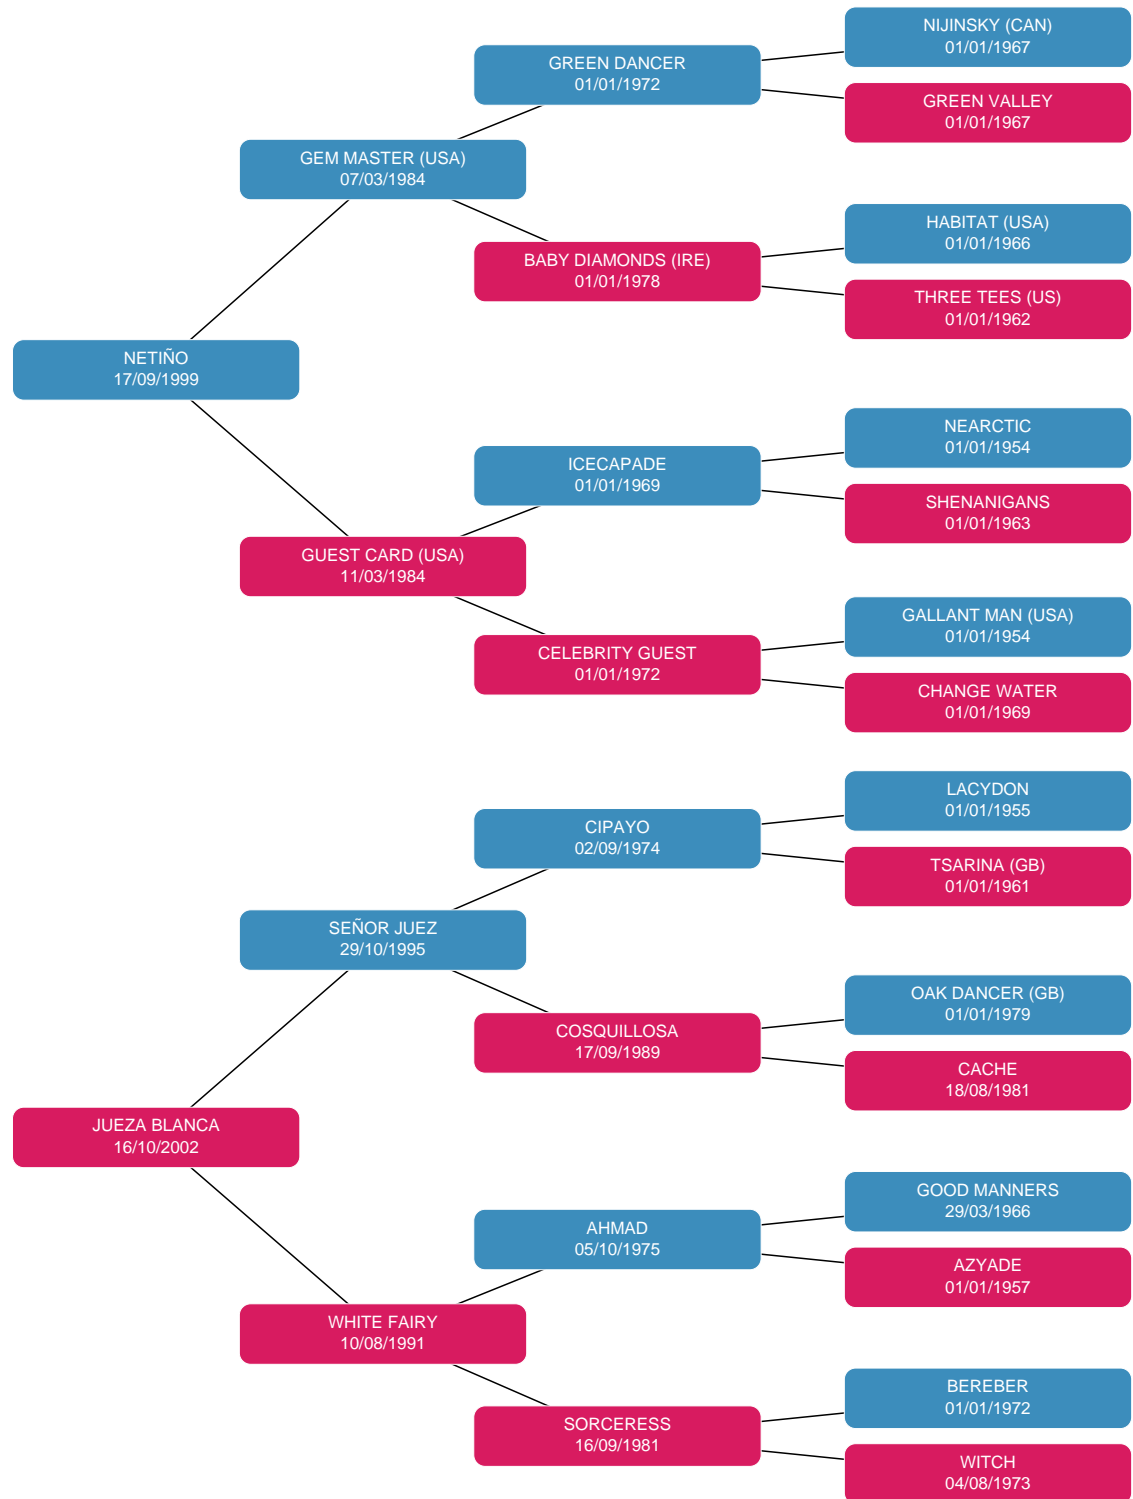 NIJINSKY (CAN)
01/01/1967
GREEN DANCER
01/01/1972
GREEN VALLEY
01/01/1967
GEM MASTER (USA)
07/03/1984
HABITAT (USA)
01/01/1966
BABY DIAMONDS (IRE)
01/01/1978
THREE TEES (US)
01/01/1962
NETIÑO
17/09/1999
NEARCTIC
01/01/1954
ICECAPADE
01/01/1969
SHENANIGANS
01/01/1963
GUEST CARD (USA)
11/03/1984
GALLANT MAN (USA)
01/01/1954
CELEBRITY GUEST
01/01/1972
CHANGE WATER
01/01/1969
LACYDON
01/01/1955
CIPAYO
02/09/1974
TSARINA (GB)
01/01/1961
SEÑOR JUEZ
29/10/1995
OAK DANCER (GB)
01/01/1979
COSQUILLOSA
17/09/1989
CACHE
18/08/1981
JUEZA BLANCA
16/10/2002
GOOD MANNERS
29/03/1966
AHMAD
05/10/1975
AZYADE
01/01/1957
WHITE FAIRY
10/08/1991
BEREBER
01/01/1972
SORCERESS
16/09/1981
WITCH
04/08/1973